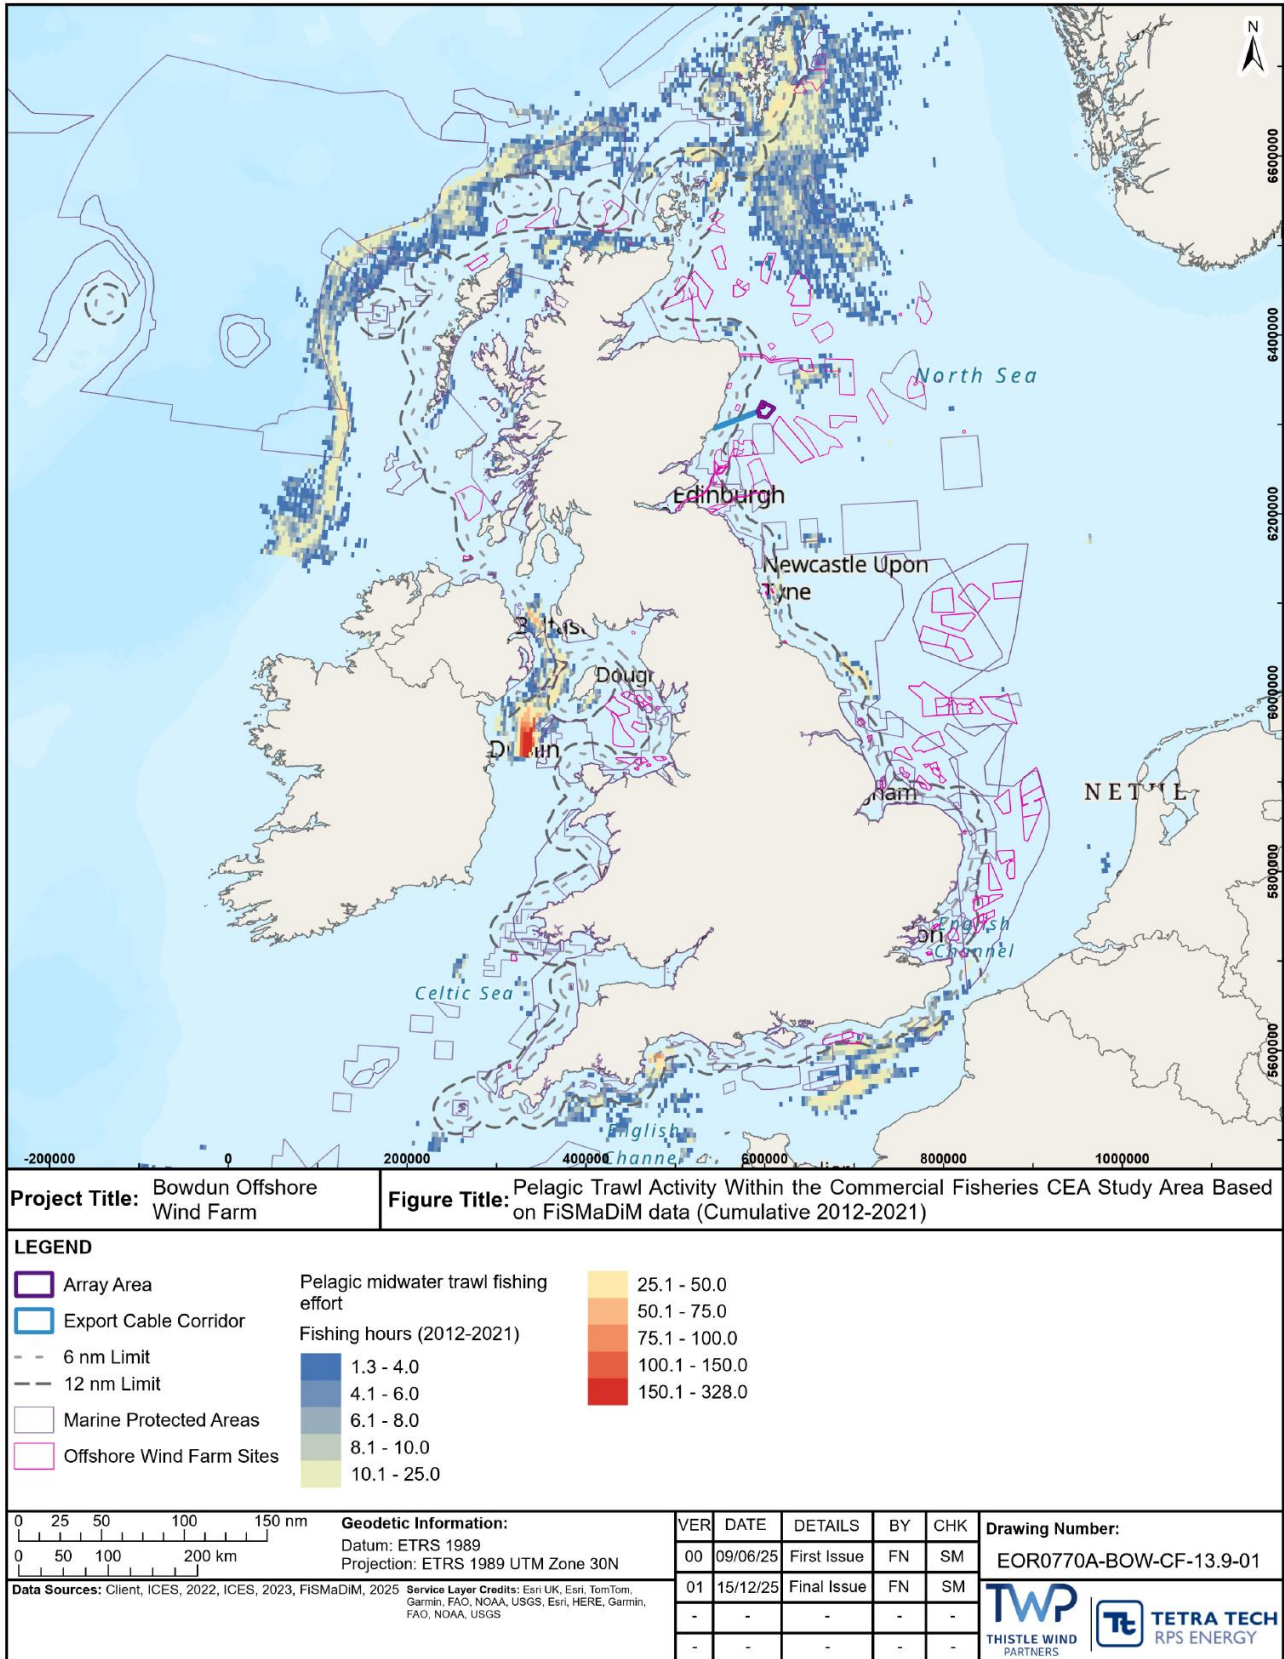 N
6600000
6400000
North Sea
Edinburgh
6200000
Newcastle Upon
Tyne
6000000
NET
5800000
English
Channel
Celtic Sea
5600000
English
Channe
-200000 0 200000 400000 600000 800000 1000000
Project Title: Bowdun Offshore
Wind Farm
Figure Title: Pelagic Trawl Activity Within the Commercial Fisheries CEA Study Area Based
on FiSMaDiM data (Cumulative 2012-2021)
LEGEND
Array Area
Export Cable Corridor
6 nm Limit
12 nm Limit
Marine Protected Areas
Offshore Wind Farm Sites
Pelagic midwater trawl fishing
effort
Fishing hours (2012-2021)
1.3 - 4.0
4.1 - 6.0
6.1 - 8.0
8.1 - 10.0
10.1 - 25.0
25.1 - 50.0
50.1 - 75.0
75.1 - 100.0
100.1 - 150.0
150.1 - 328.0
0 25 50 100 150 nm
0 50 100 200 km
Geodetic Information:
Datum: ETRS 1989
Projection: ETRS 1989 UTM Zone 30N
Data Sources: Client, ICES, 2022, ICES, 2023, FiSMaDiM, 2025
Service Layer Credits: Esri UK, Esri, TomTom,
Garmin, FAO, NOAA, USGS, Esri, HERE, Garmin,
FAO, NOAA, USGS
VER DATE DETAILS BY CHK
00 09/06/25 First Issue FN SM
01 15/12/25 Final Issue FN SM
- - - - -
- - - - -
Drawing Number:
EOR0770A-BOW-CF-13.9-01
TWP
THISTLE WIND
PARTNERS
Tt
TETRA TECH
RPS ENERGY